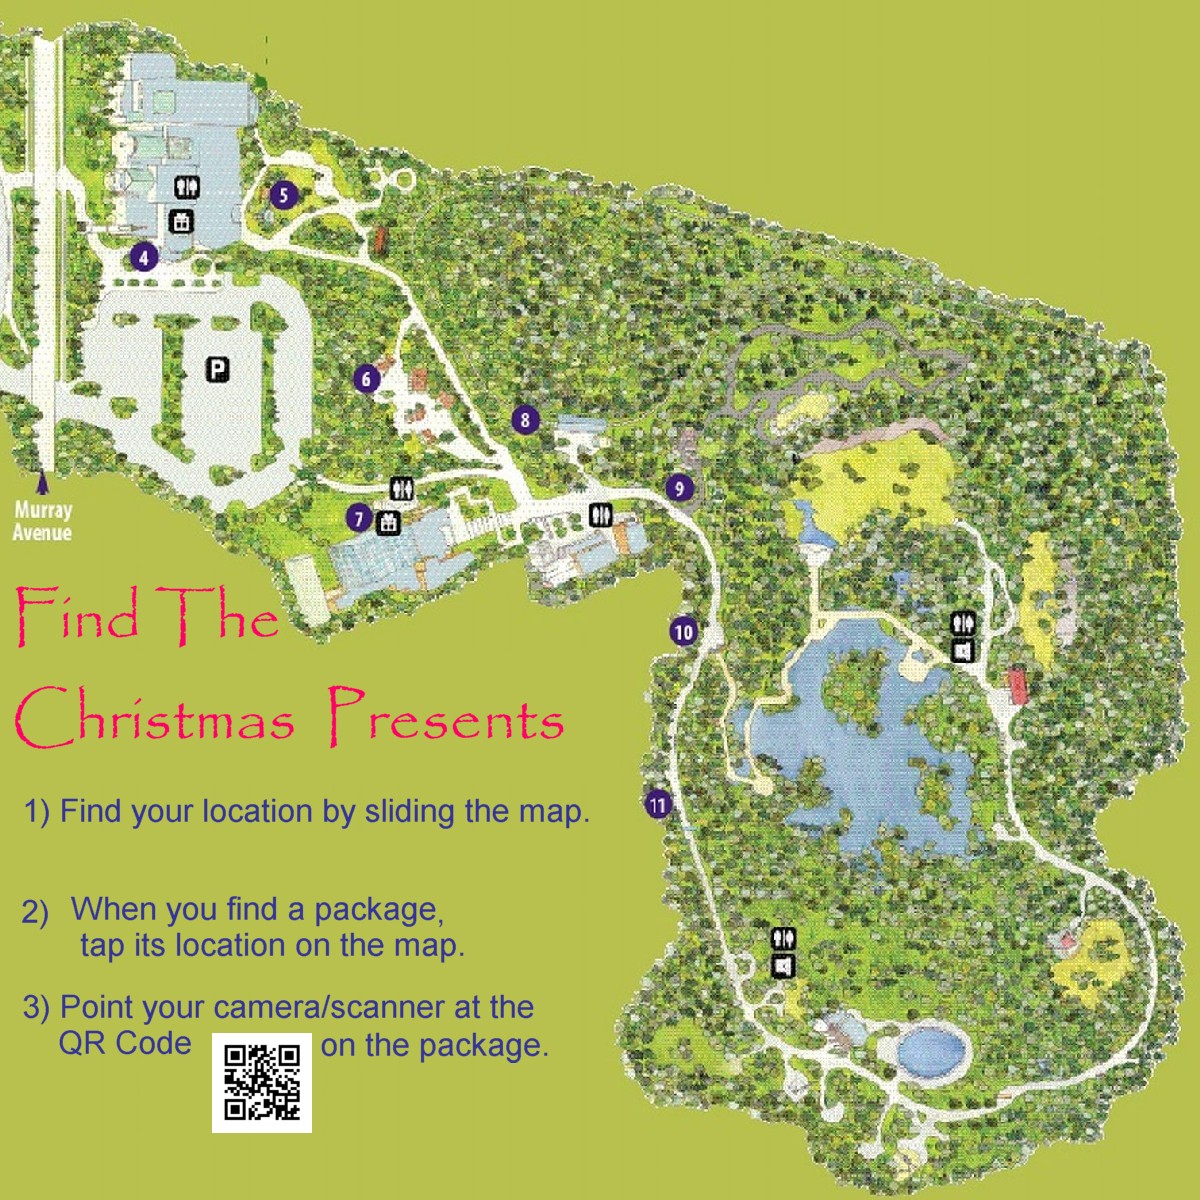 5
4
P
6
8
9
7
Murray
Avenue
10
11
Find The
Christmas Presents
1) Find your location by sliding the map.
2) When you find a package,
tap its location on the map.
3) Point your camera/scanner at the
QR Code on the package.